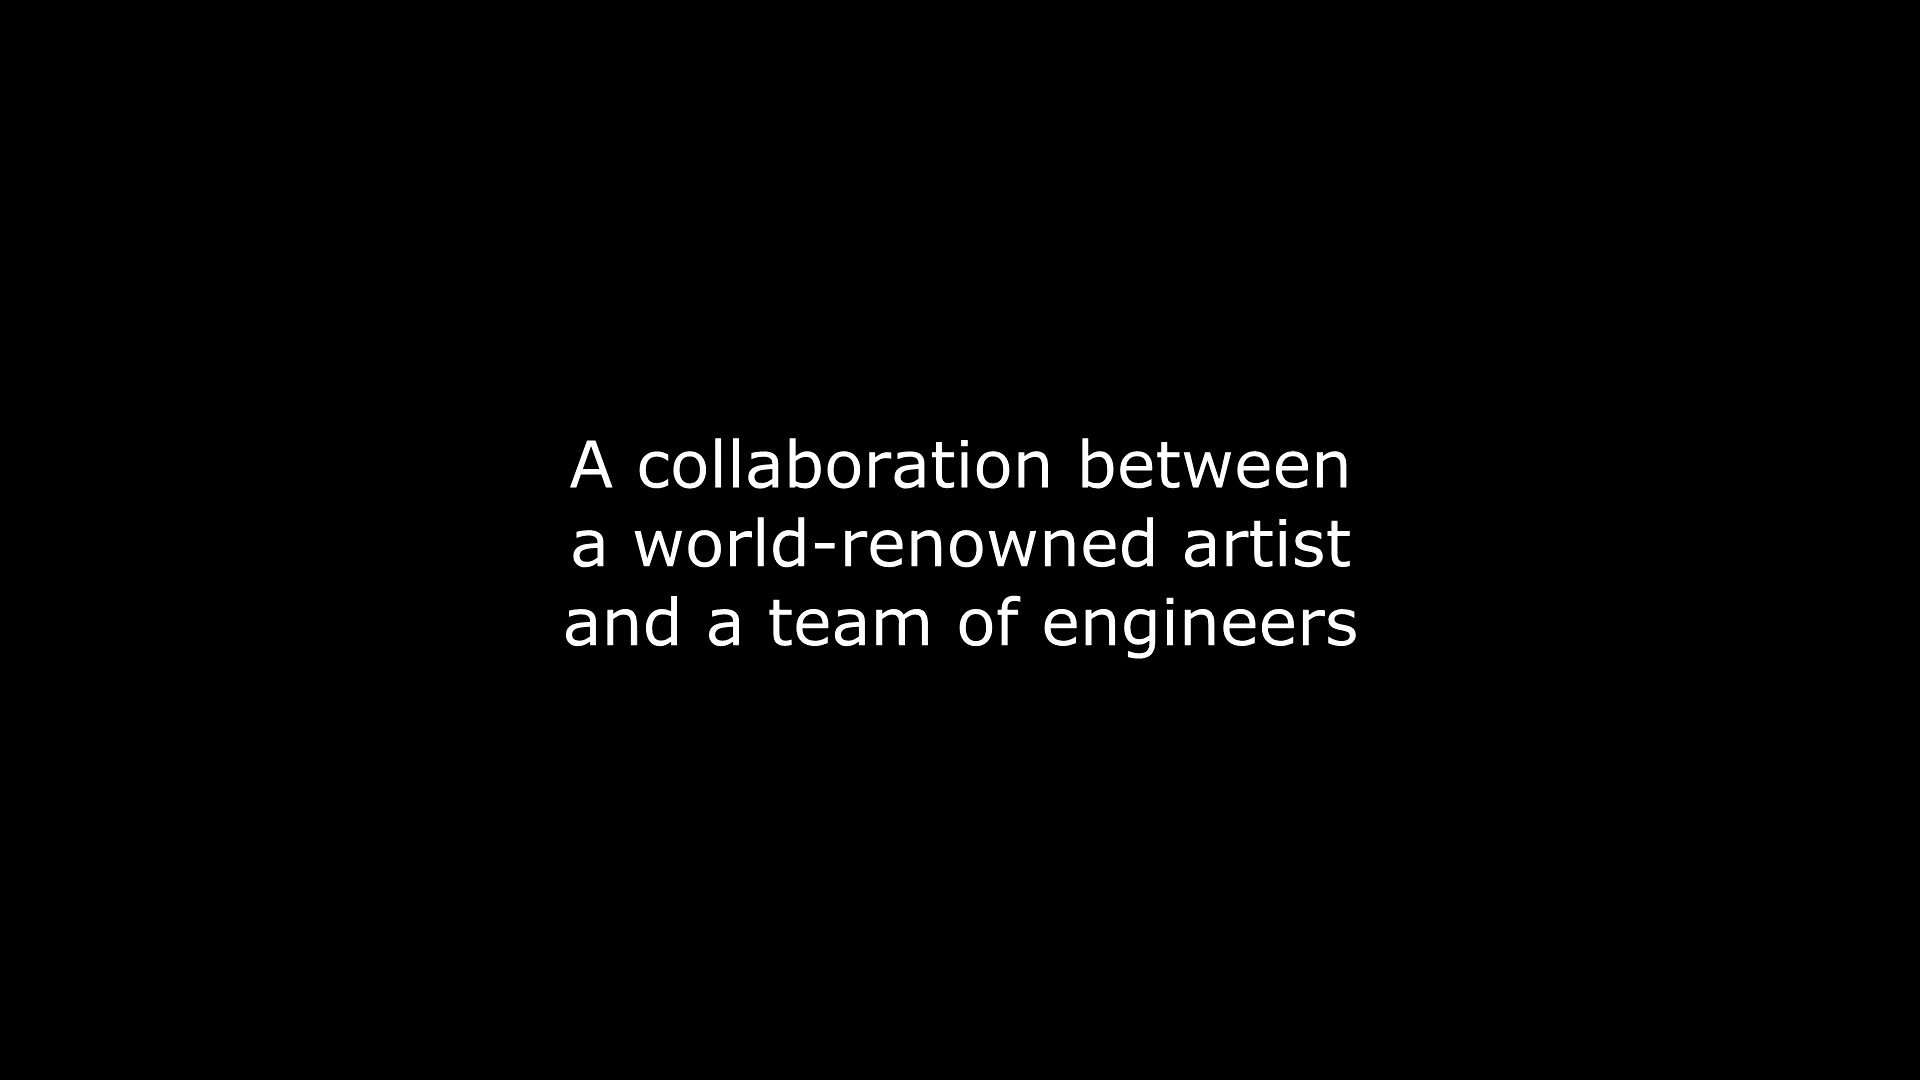 A collaboration between
a world-renowned artist
and a team of engineers